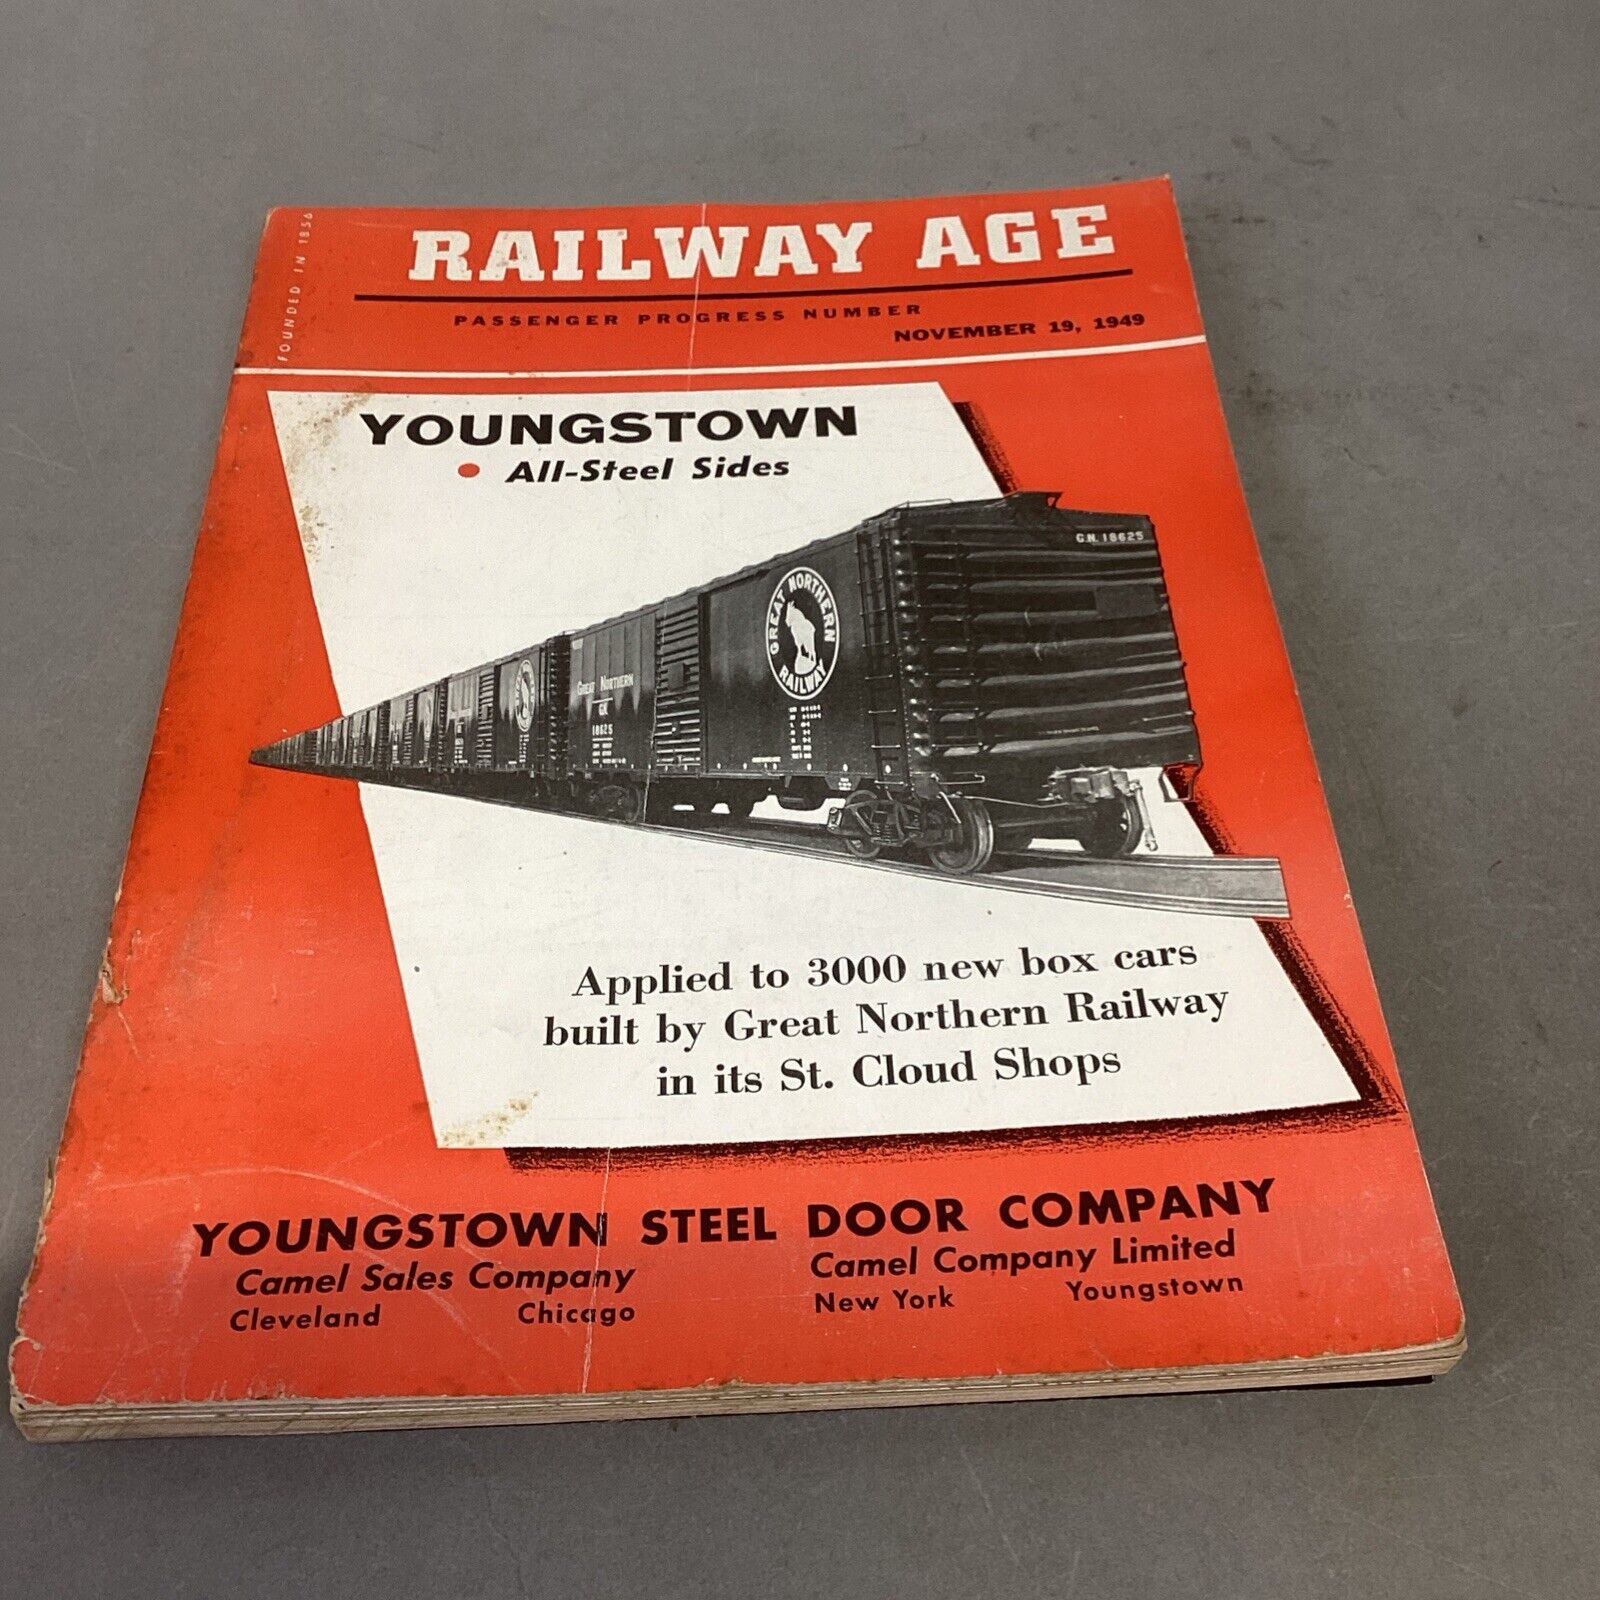 FOUNDED IN 1856
RAILWAY AGE
PASSENGER PROGRESS NUMBER
NOVEMBER 19, 1949
YOUNGSTOWN
• All-Steel Sides
G.N. 18625
GREAT NORTHERN
RAILWAY
GREAT NORTHERN
GN
18625
Applied to 3000 new box cars
built by Great Northern Railway
in its St. Cloud Shops
YOUNGSTOWN STEEL DOOR COMPANY
Camel Sales Company Camel Company Limited
Cleveland Chicago New York Youngstown